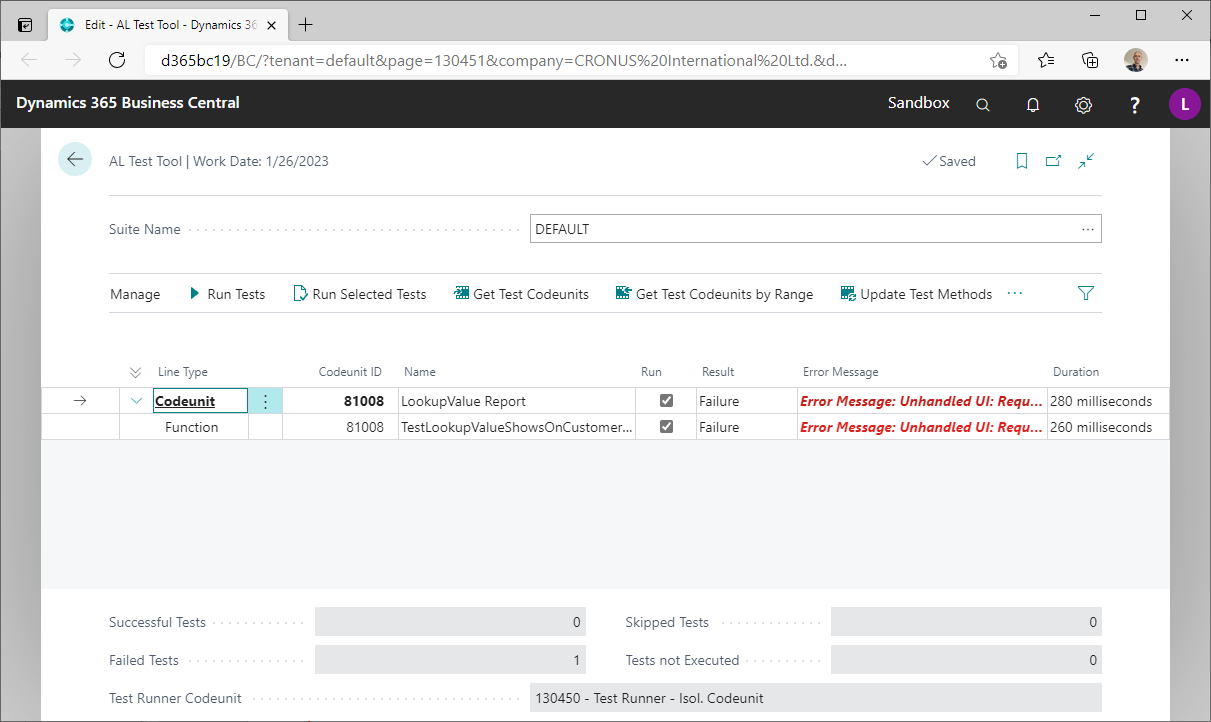 Edit - AL Test Tool - Dynamics 36
d365bc19/BC/?tenant=default&page=130451&company=CRONUS%20International%20Ltd.&d...
Dynamics 365 Business Central
Sandbox
?
L
AL Test Tool | Work Date: 1/26/2023
Saved
Suite Name
DEFAULT
Manage Run Tests Run Selected Tests Get Test Codeunits Get Test Codeunits by Range Update Test Methods
Line Type Codeunit ID Name Run Result Error Message Duration
Codeunit 81008 LookupValue Report Failure Error Message: Unhandled UI: Requ... 280 milliseconds
Function 81008 TestLookupValueShowsOnCustomer... Failure Error Message: Unhandled UI: Requ... 260 milliseconds
Successful Tests 0 Skipped Tests 0
Failed Tests 1 Tests not Executed 0
Test Runner Codeunit 130450 - Test Runner - Isol. Codeunit